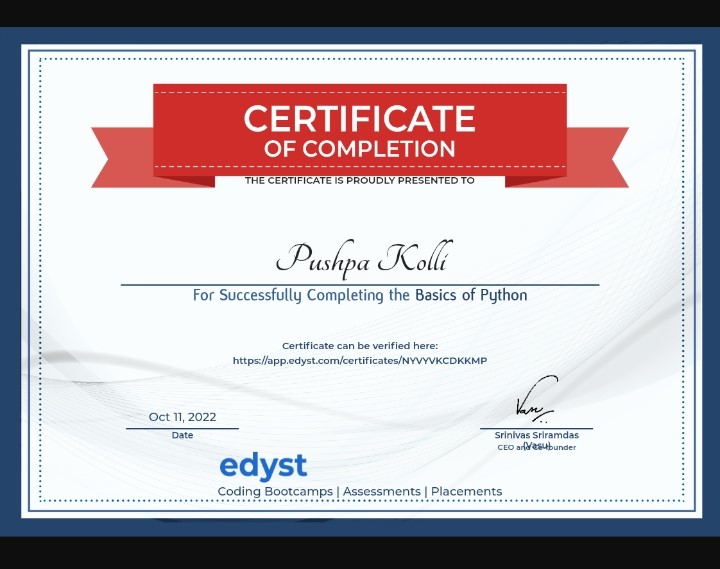 CERTIFICATE
OF COMPLETION
THE CERTIFICATE IS PROUDLY PRESENTED TO
Pushpa Kolli
For Successfully Completing the Basics of Python
Certificate can be verified here:
https://app.edyst.com/certificates/NYVYVKCDKKMP
Oct 11, 2022
Date
Vasu
Srinivas Sriramdas
(Vasu)
CEO and Co-founder
edyst
Coding Bootcamps | Assessments | Placements